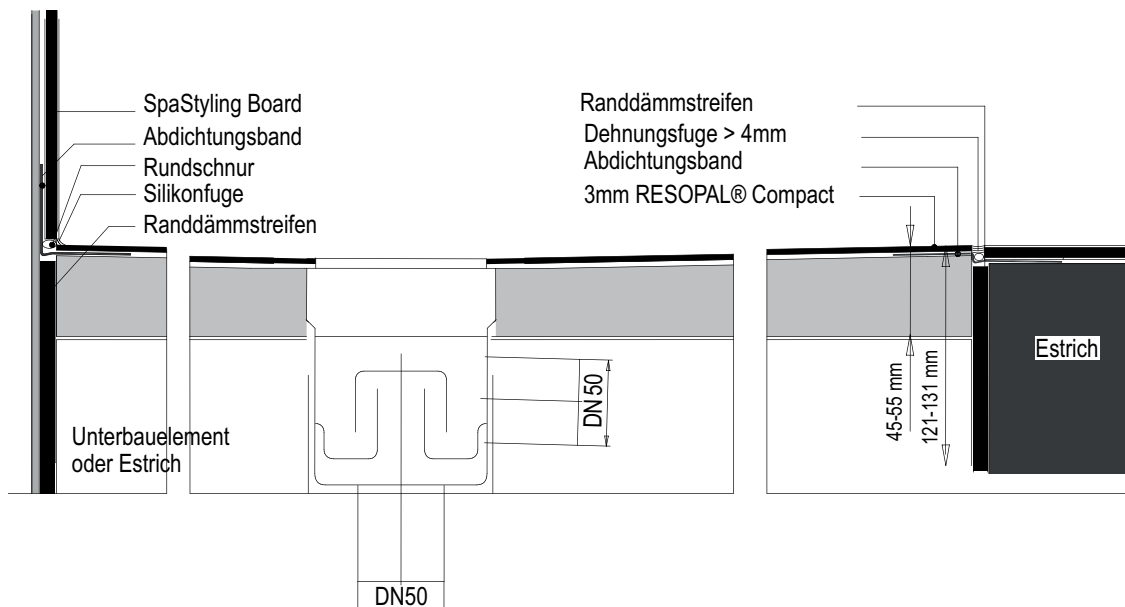 SpaStyling Board
Abdichtungsband
Rundschnur
Silikonfuge
Randdämmstreifen
Randdämmstreifen
Dehnungsfuge > 4mm
Abdichtungsband
3mm RESOPAL® Compact
Estrich
45-55 mm
121-131 mm
DN 50
Unterbauelement
oder Estrich
DN50